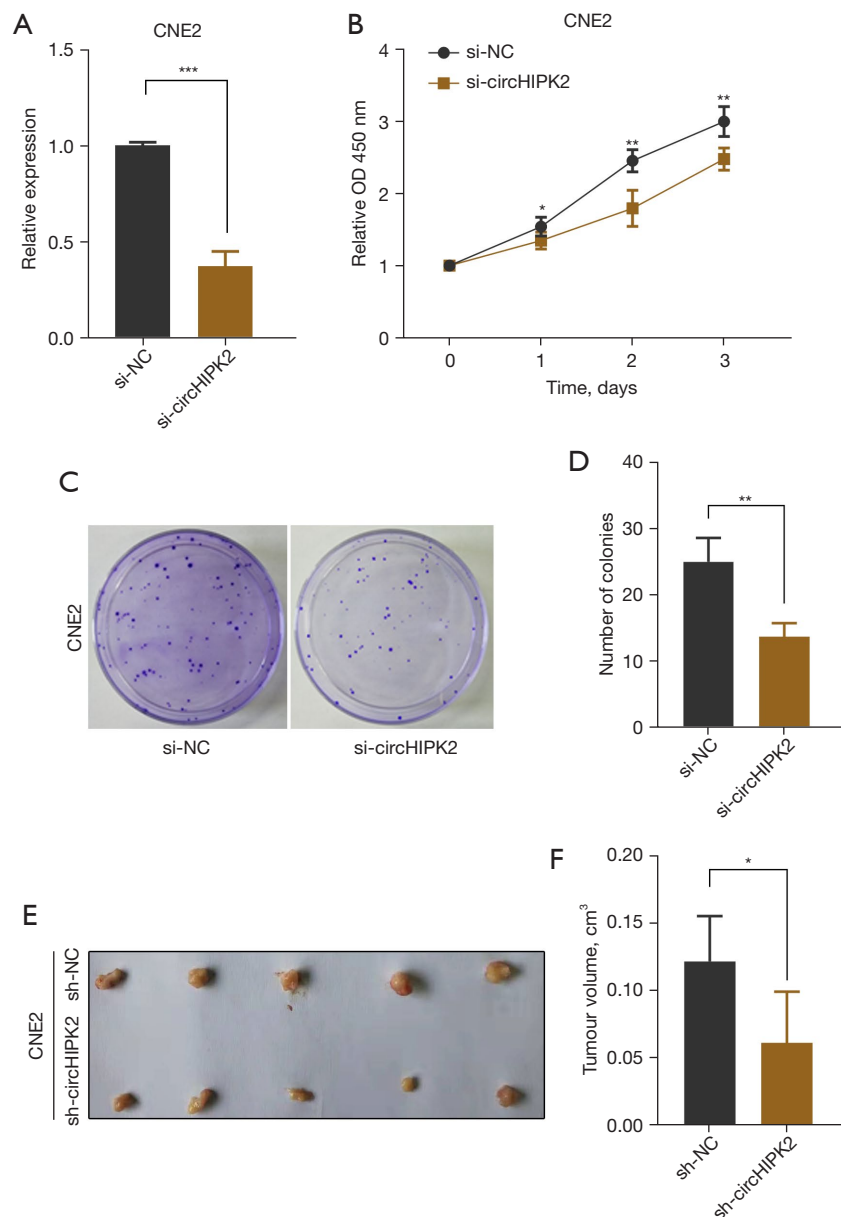 A
CNE2
1.5
1.0
0.5
0.0
Relative expression
***
si-NC
si-circHIPK2
B
CNE2
si-NC
si-circHIPK2
4
3
2
1
0
Relative OD 450 nm
*
**
**
0 1 2 3
Time, days
C
CNE2
si-NC
si-circHIPK2
D
40
30
20
10
0
Number of colonies
**
si-NC
si-circHIPK2
E
CNE2
sh-NC
sh-circHIPK2
F
0.20
0.15
0.10
0.05
0.00
Tumour volume, cm³
*
sh-NC
sh-circHIPK2